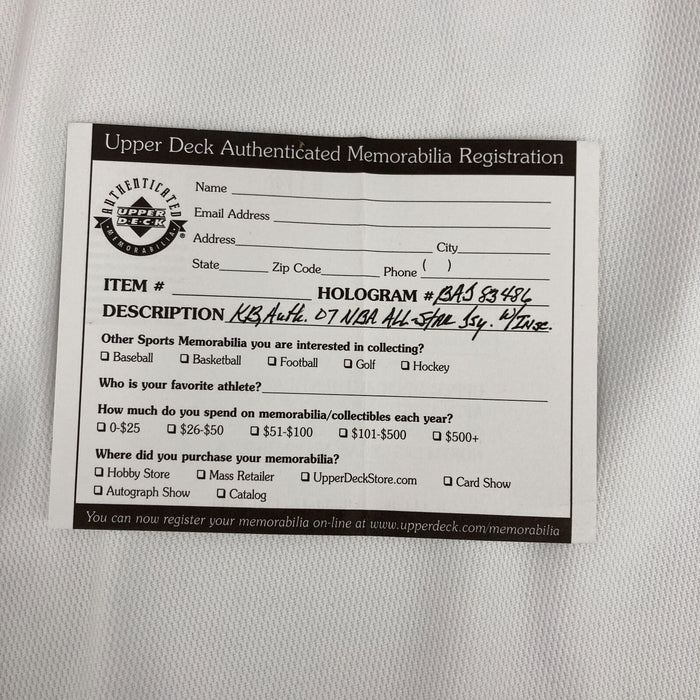 Upper Deck Authenticated Memorabilia Registration
AUTHENTICATED
UPPER
D·E·C·K
MEMORABILIA
®
Name
Email Address
Address City
State Zip Code Phone ( )
ITEM # HOLOGRAM # BAJ 83486
DESCRIPTION KB, Auth. 07 NBA ALL-STAR Jsy. W/INSC.
Other Sports Memorabilia you are interested in collecting?
❏ Baseball ❏ Basketball ❏ Football ❏ Golf ❏ Hockey
Who is your favorite athlete?
How much do you spend on memorabilia/collectibles each year?
❏ 0-$25 ❏ $26-$50 ❏ $51-$100 ❏ $101-$500 ❏ $500+
Where did you purchase your memorabilia?
❏ Hobby Store ❏ Mass Retailer ❏ UpperDeckStore.com ❏ Card Show
❏ Autograph Show ❏ Catalog
You can now register your memorabilia on-line at www.upperdeck.com/memorabilia